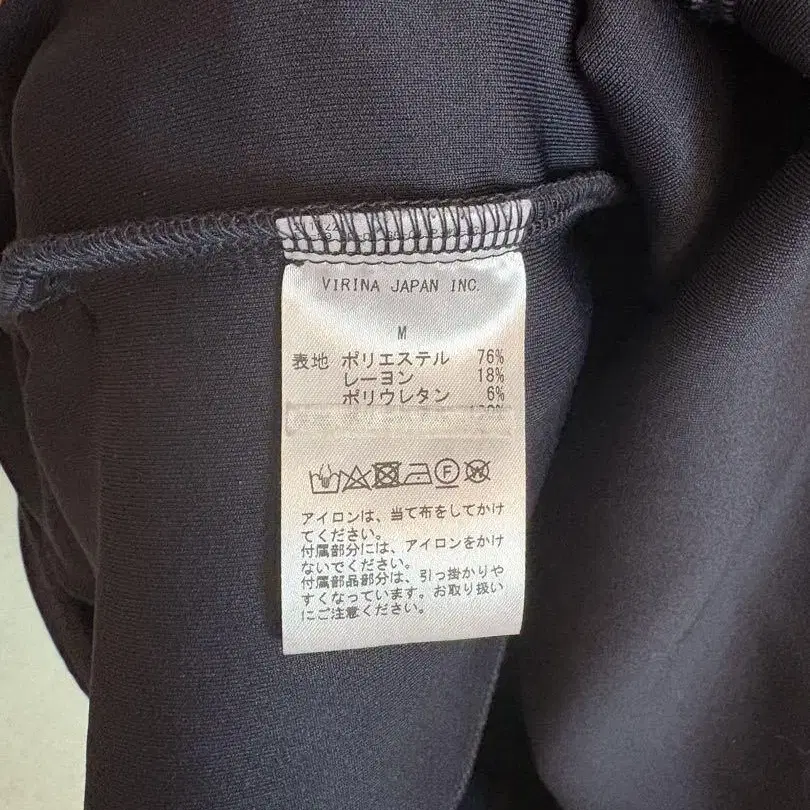 VIRINA JAPAN INC.
M
表地 ポリエステル 76%
レーヨン 18%
ポリウレタン 6%
F
W
アイロンは、当て布をしてかけ
てください。
付属部分には、アイロンをかけ
ないでください。
付属部品部分は、引っ掛かりや
すくなっています。お取り扱い
にご注意ください。